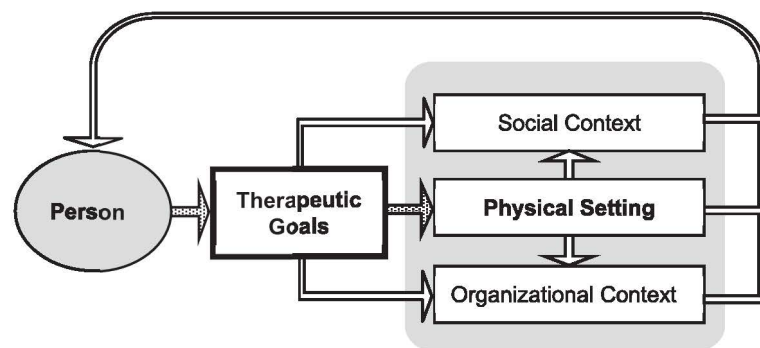 Social Context
Person
Therapeutic
Goals
Physical Setting
Organizational Context